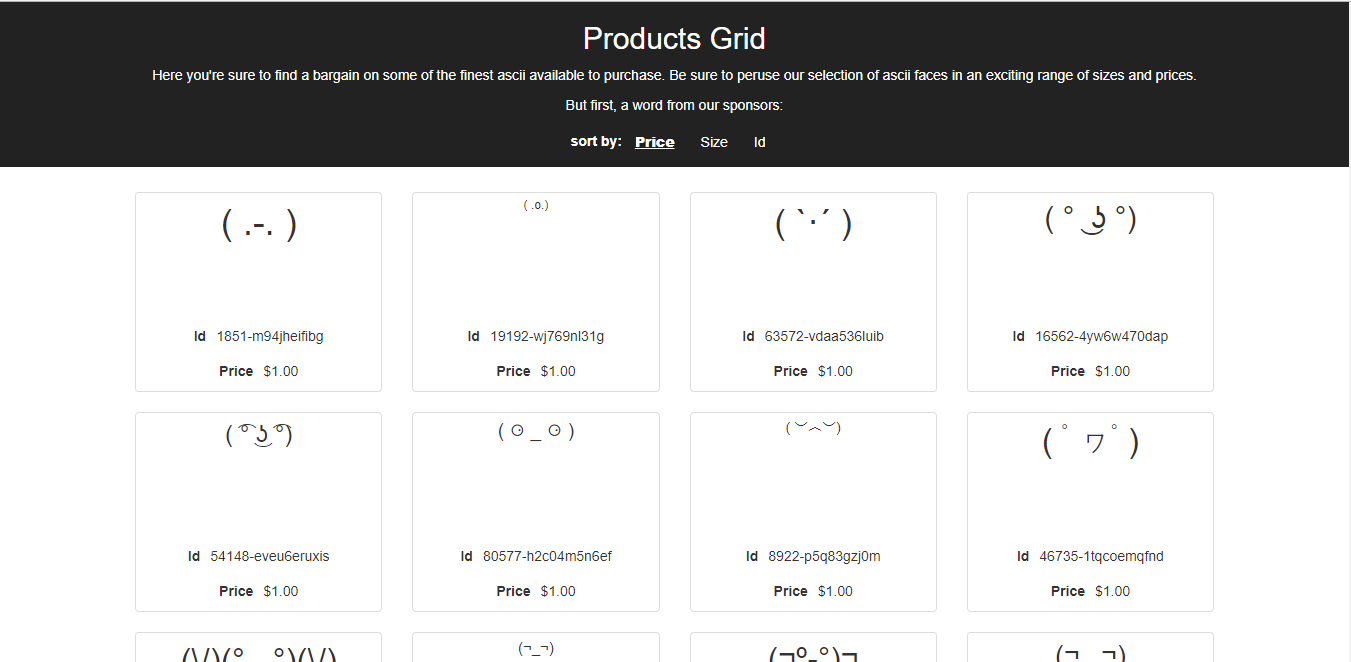 Products Grid
Here you're sure to find a bargain on some of the finest ascii available to purchase. Be sure to peruse our selection of ascii faces in an exciting range of sizes and prices.
But first, a word from our sponsors:
sort by: Price Size Id
( .-. )
( .o.)
( `·´ )
( ° ͜ ʖ °)
Id 1851-m94jheifibg
Id 19192-wj769nl31g
Id 63572-vdaa536luib
Id 16562-4yw6w470dap
Price $1.00
Price $1.00
Price $1.00
Price $1.00
( ͡° ͜ ʖ ͡°)
( ⚆ _ ⚆ )
( ︶︿︶)
( ゚ヮ゚)
Id 54148-eveu6eruxis
Id 80577-h2c04m5n6ef
Id 8922-p5q83gzj0m
Id 46735-1tqcoemqfnd
Price $1.00
Price $1.00
Price $1.00
Price $1.00
(¬_¬)
(¬º-°)¬